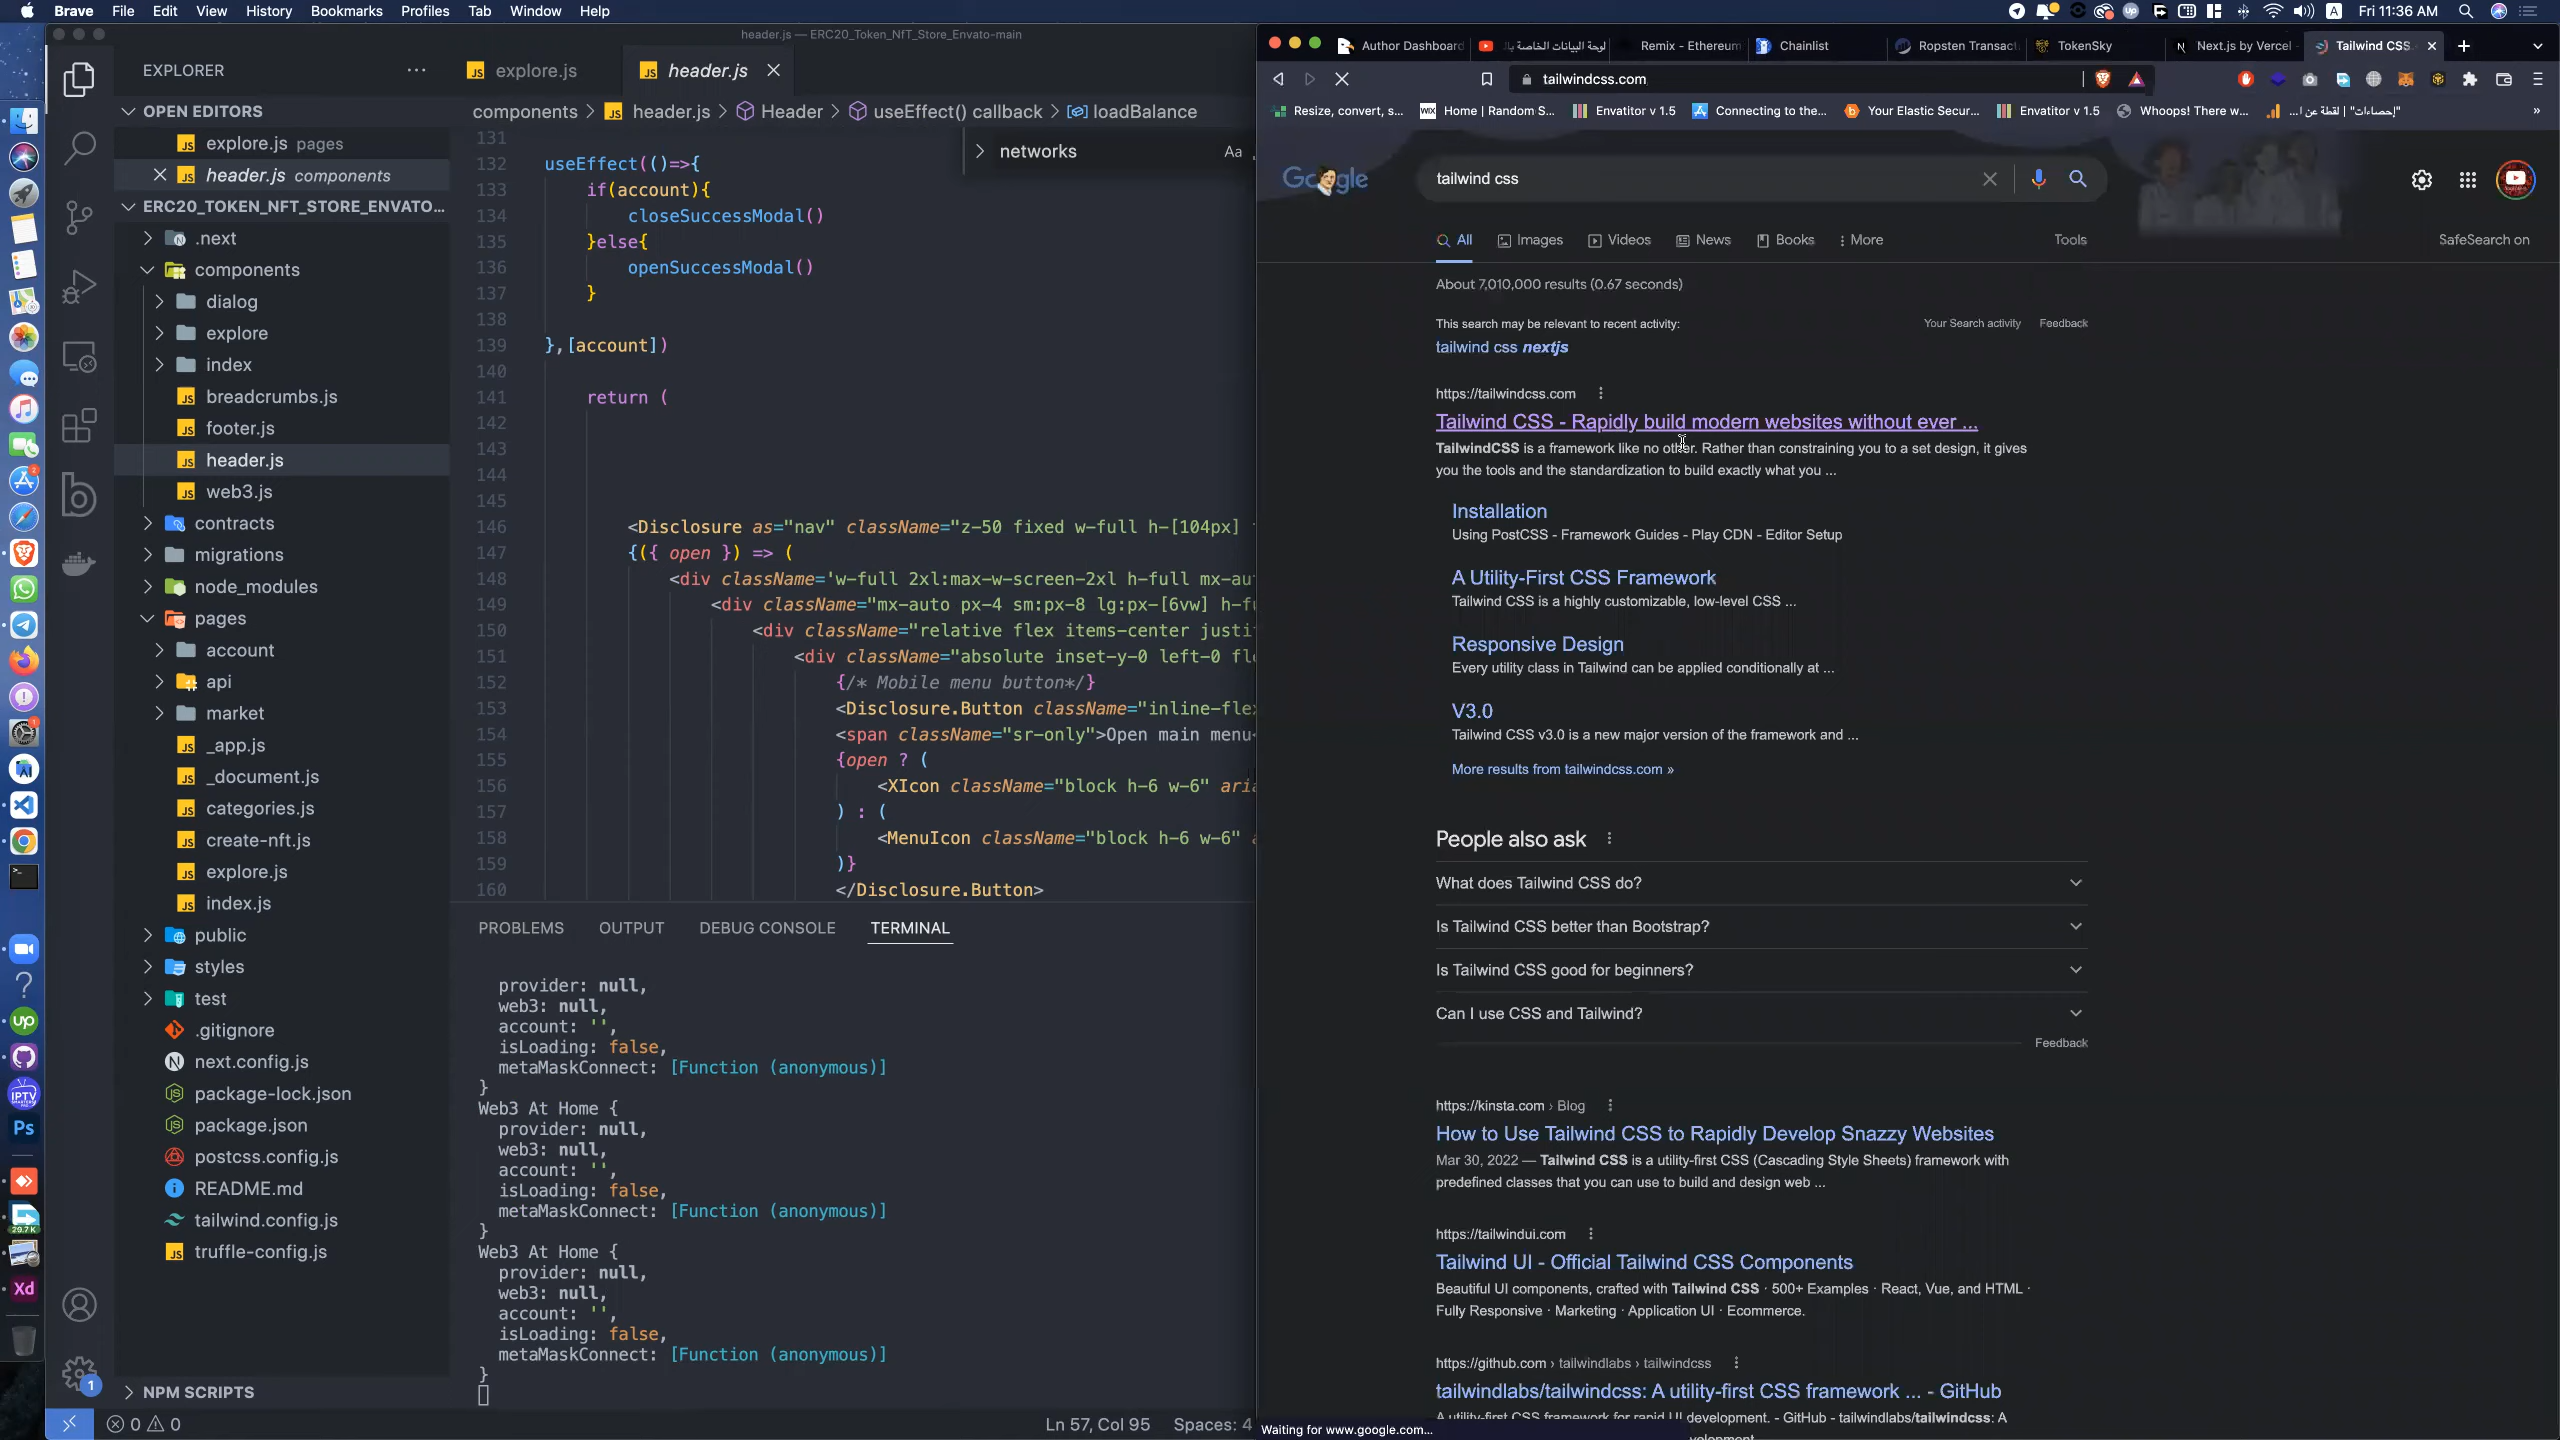 Brave File Edit View History Bookmarks Profiles Tab Window Help
Fri 11:36 AM
header.js — ERC20_Token_NfT_Store_Envato-main
EXPLORER
OPEN EDITORS
explore.js pages
header.js components
ERC20_TOKEN_NFT_STORE_ENVATO...
.next
components
dialog
explore
index
breadcrumbs.js
footer.js
header.js
web3.js
contracts
migrations
node_modules
pages
account
api
market
_app.js
_document.js
categories.js
create-nft.js
explore.js
index.js
public
styles
test
.gitignore
next.config.js
package-lock.json
package.json
postcss.config.js
README.md
tailwind.config.js
truffle-config.js
NPM SCRIPTS
0 0
explore.js header.js
components > header.js > Header > useEffect() callback > loadBalance
networks Aa
131
132 useEffect(()=>{
133 if(account){
134 closeSuccessModal()
135 }else{
136 openSuccessModal()
137 }
138
139 },[account])
140
141 return (
142
143
144
145
146 <Disclosure as="nav" className="z-50 fixed w-full h-[104px]
147 {({ open }) => (
148 <div className='w-full 2xl:max-w-screen-2xl h-full mx-au
149 <div className="mx-auto px-4 sm:px-8 lg:px-[6vw] h-fu
150 <div className="relative flex items-center justi
151 <div className="absolute inset-y-0 left-0 fl
152 {/* Mobile menu button*/}
153 <Disclosure.Button className="inline-fle
154 <span className="sr-only">Open main menu<
155 {open ? (
156 <XIcon className="block h-6 w-6" aria
157 ) : (
158 <MenuIcon className="block h-6 w-6" a
159 )}
160 </Disclosure.Button>
PROBLEMS OUTPUT DEBUG CONSOLE TERMINAL
provider: null,
web3: null,
account: '',
isLoading: false,
metaMaskConnect: [Function (anonymous)]
}
Web3 At Home {
provider: null,
web3: null,
account: '',
isLoading: false,
metaMaskConnect: [Function (anonymous)]
}
Web3 At Home {
provider: null,
web3: null,
account: '',
isLoading: false,
metaMaskConnect: [Function (anonymous)]
}
Ln 57, Col 95 Spaces: 4
Author Dashboard لوحة البيانات الخاصة بال Remix - Ethereum Chainlist Ropsten Transact TokenSky Next.js by Vercel Tailwind CSS
tailwindcss.com
Resize, convert, s... Home | Random S... Envatitor v 1.5 Connecting to the... Your Elastic Secur... Envatitor v 1.5 Whoops! There w... "إحصاءات" | لقطة عن ا... »
Google
tailwind css
All Images Videos News Books More Tools SafeSearch on
About 7,010,000 results (0.67 seconds)
This search may be relevant to recent activity: Your Search activity Feedback
tailwind css nextjs
https://tailwindcss.com
Tailwind CSS - Rapidly build modern websites without ever ...
TailwindCSS is a framework like no other. Rather than constraining you to a set design, it gives
you the tools and the standardization to build exactly what you ...
Installation
Using PostCSS - Framework Guides - Play CDN - Editor Setup
A Utility-First CSS Framework
Tailwind CSS is a highly customizable, low-level CSS ...
Responsive Design
Every utility class in Tailwind can be applied conditionally at ...
V3.0
Tailwind CSS v3.0 is a new major version of the framework and ...
More results from tailwindcss.com »
People also ask
What does Tailwind CSS do?
Is Tailwind CSS better than Bootstrap?
Is Tailwind CSS good for beginners?
Can I use CSS and Tailwind?
Feedback
https://kinsta.com › Blog
How to Use Tailwind CSS to Rapidly Develop Snazzy Websites
Mar 30, 2022 — Tailwind CSS is a utility-first CSS (Cascading Style Sheets) framework with
predefined classes that you can use to build and design web ...
https://tailwindui.com
Tailwind UI - Official Tailwind CSS Components
Beautiful UI components, crafted with Tailwind CSS · 500+ Examples · React, Vue, and HTML ·
Fully Responsive · Marketing · Application UI · Ecommerce.
https://github.com › tailwindlabs › tailwindcss
tailwindlabs/tailwindcss: A utility-first CSS framework ... - GitHub
A utility-first CSS framework for rapid UI development. - GitHub - tailwindlabs/tailwindcss: A
Waiting for www.google.com...